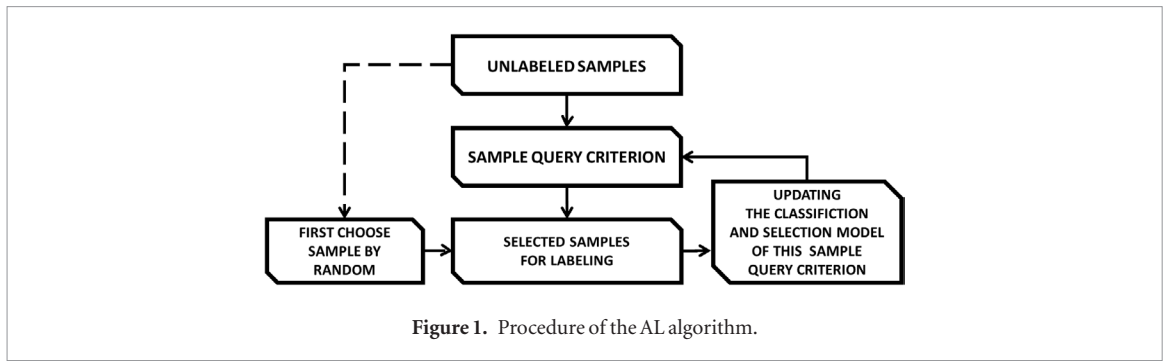 UNLABELED SAMPLES
SAMPLE QUERY CRITERION
FIRST CHOOSE
SAMPLE BY
RANDOM
SELECTED SAMPLES
FOR LABELING
UPDATING
THE CLASSIFICTION
AND SELECTION MODEL
OF THIS SAMPLE
QUERY CRITERION
Figure 1. Procedure of the AL algorithm.